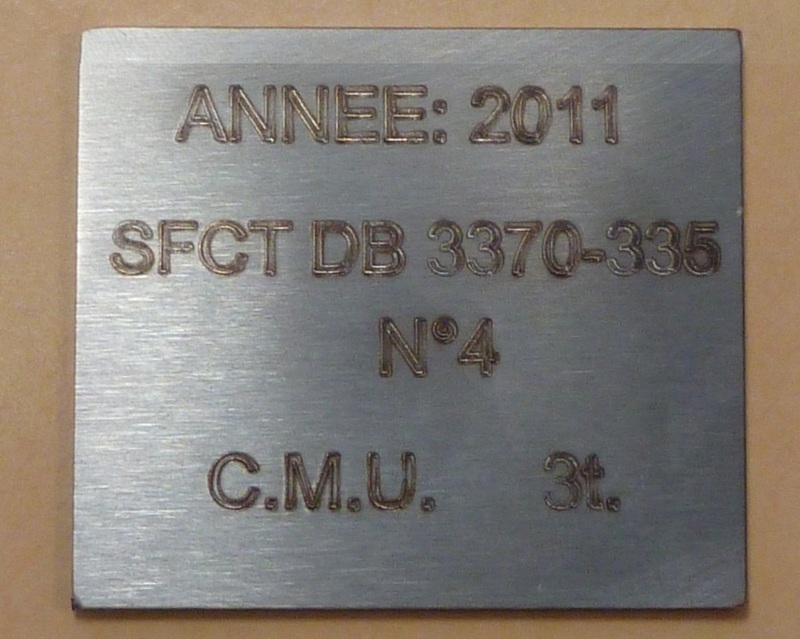 ANNEE: 2011
SFCT DB 3370-335
N°4
C.M.U. 3t.